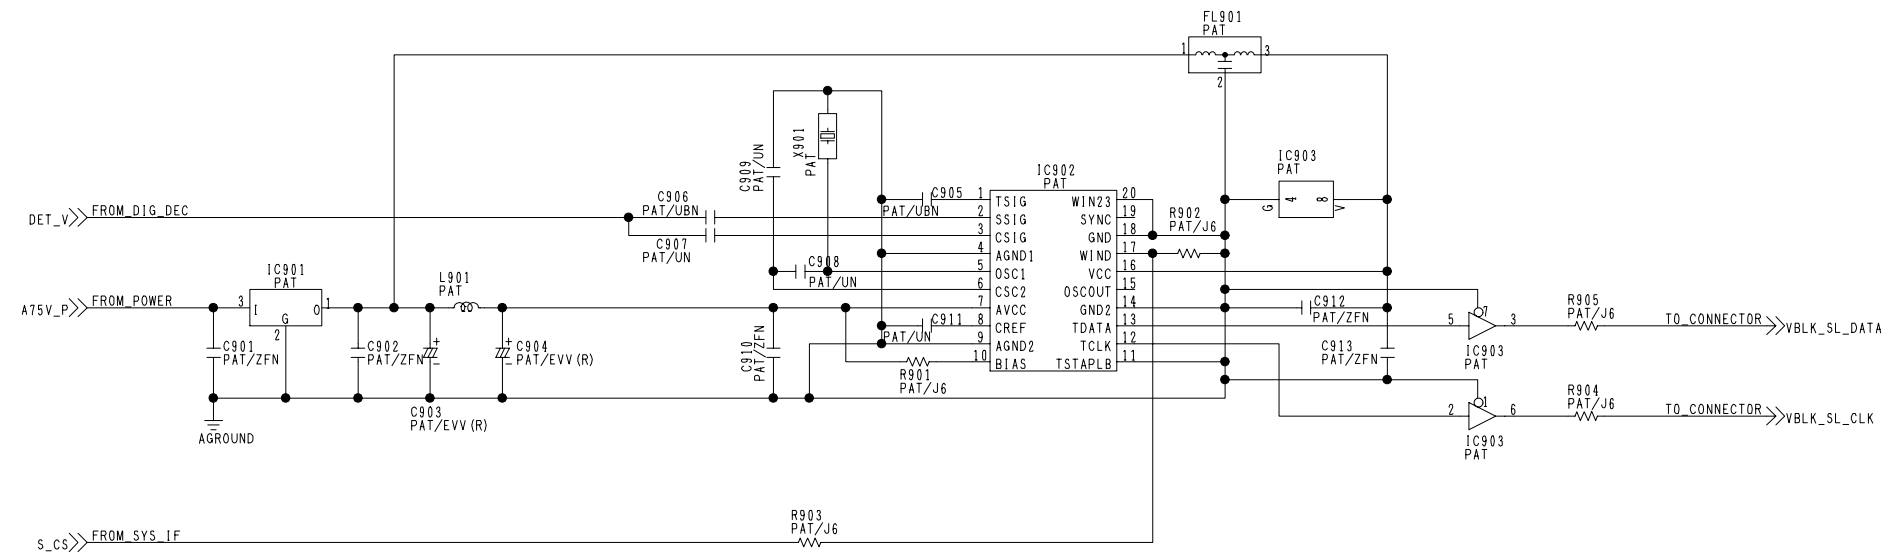 FL901
PAT
1
3
2
X901
PAT
C909
PAT/UN
IC903
PAT
G
4
8
V
IC902
PAT
C905
PAT/UBN
C906
PAT/UBN
C907
PAT/UN
C908
PAT/UN
1 TSIG WIN23 20
2 SSIG SYNC 19
3 CSIG GND 18
4 AGND1 WIND 17
5 OSC1 VCC 16
6 CSC2 OSCOUT 15
7 AVCC GND2 14
8 CREF TDATA 13
9 AGND2 TCLK 12
10 BIAS TSTAPLB 11
R902
PAT/J6
DET_V FROM_DIG_DEC
A75V_P FROM_POWER
IC901
PAT
3 I O 1
G
2
L901
PAT
C901
PAT/ZFN
C902
PAT/ZFN
+
-
C903
PAT/EVV(R)
+
-
C904
PAT/EVV(R)
C910
PAT/ZFN
C911
PAT/UN
R901
PAT/J6
C912
PAT/ZFN
C913
PAT/ZFN
5
7
3
IC903
PAT
R905
PAT/J6
TO_CONNECTOR VBLK_SL_DATA
2
1
6
IC903
PAT
R904
PAT/J6
TO_CONNECTOR VBLK_SL_CLK
AGROUND
S_CS FROM_SYS_IF
R903
PAT/J6